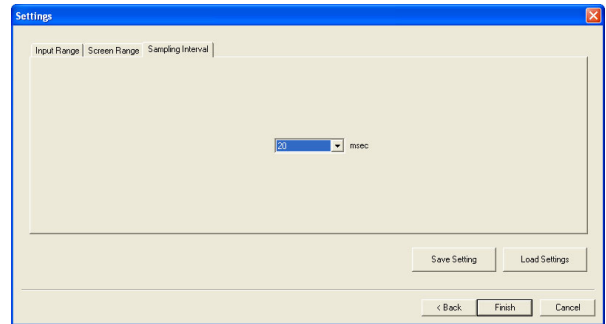 Settings
Input Range Screen Range Sampling Interval
20 msec
Save Setting Load Settings
< Back Finish Cancel